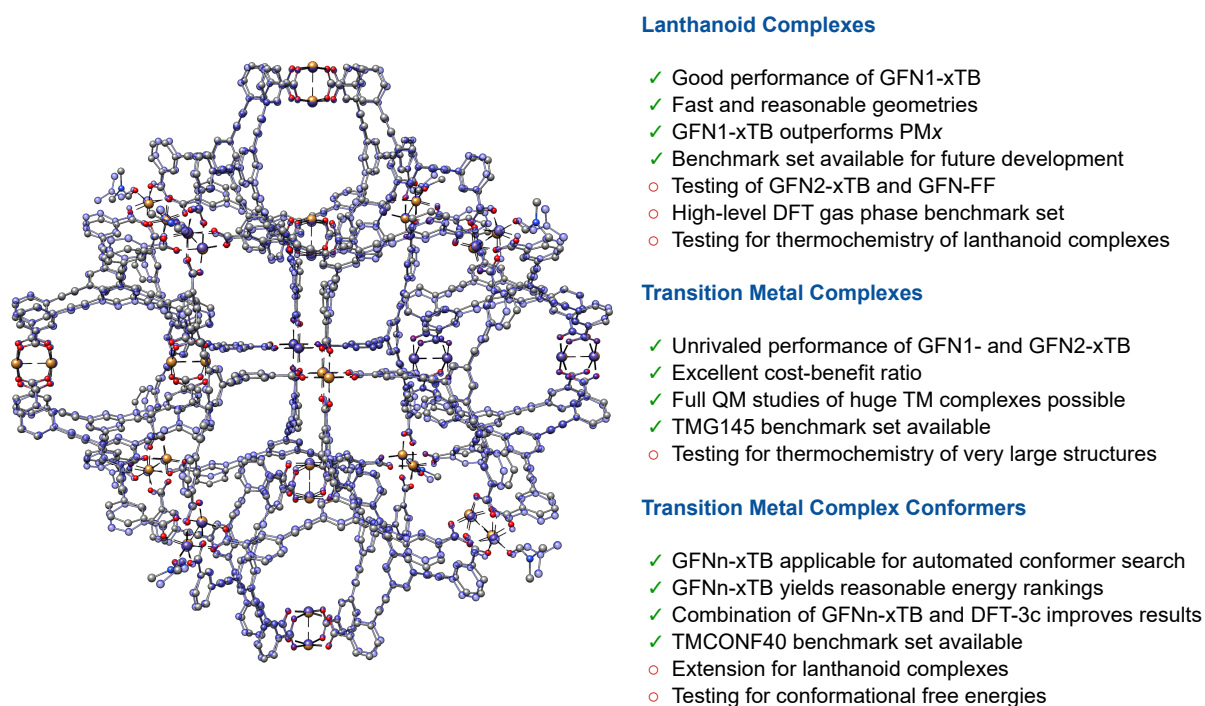 Lanthanoid Complexes
✓ Good performance of GFN1-xTB
✓ Fast and reasonable geometries
✓ GFN1-xTB outperforms PMx
✓ Benchmark set available for future development
○ Testing of GFN2-xTB and GFN-FF
○ High-level DFT gas phase benchmark set
○ Testing for thermochemistry of lanthanoid complexes
Transition Metal Complexes
✓ Unrivaled performance of GFN1- and GFN2-xTB
✓ Excellent cost-benefit ratio
✓ Full QM studies of huge TM complexes possible
✓ TMG145 benchmark set available
○ Testing for thermochemistry of very large structures
Transition Metal Complex Conformers
✓ GFNn-xTB applicable for automated conformer search
✓ GFNn-xTB yields reasonable energy rankings
✓ Combination of GFNn-xTB and DFT-3c improves results
✓ TMCONF40 benchmark set available
○ Extension for lanthanoid complexes
○ Testing for conformational free energies